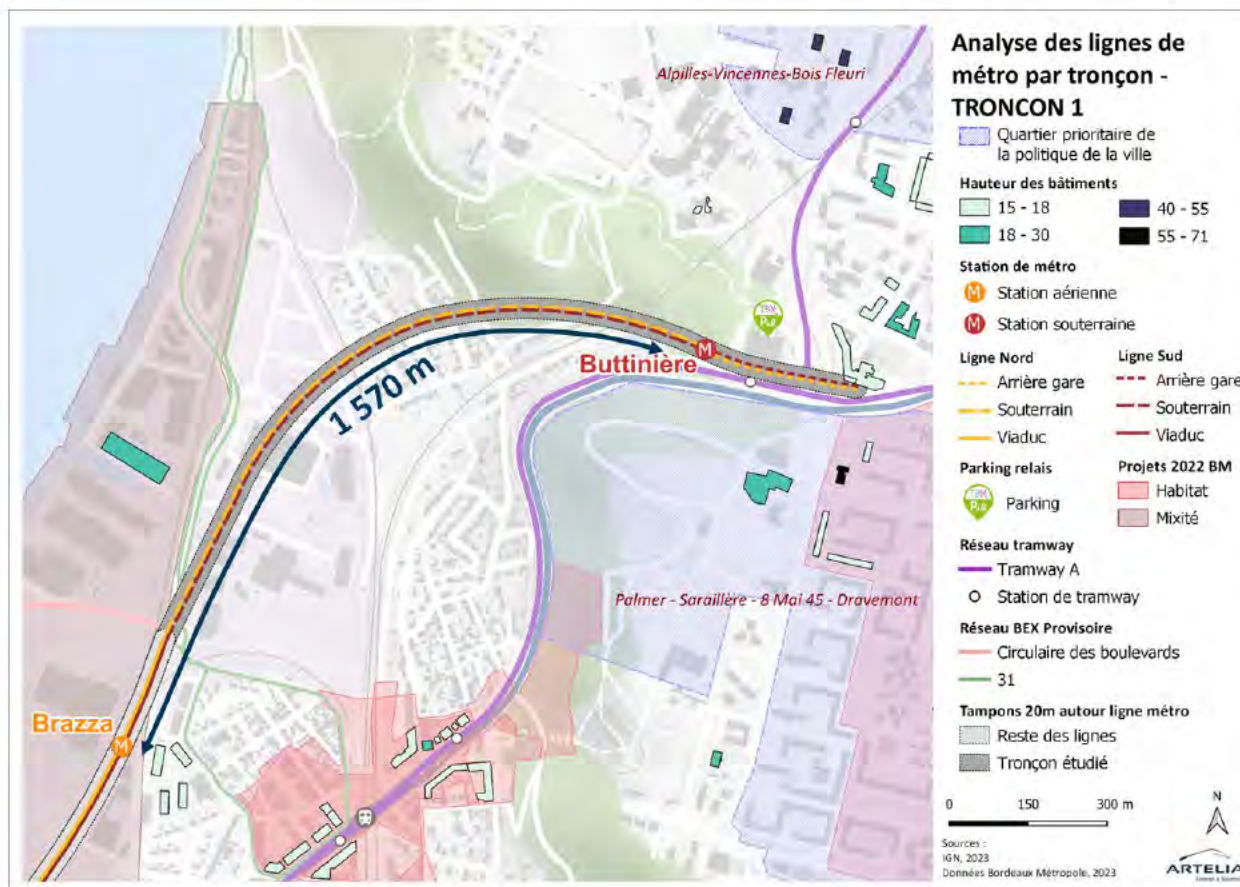 Alpilles-Vincennes-Bois Fleuri
TBM
P+R
Buttinière
M
1 570 m
Palmer - Saraillère - 8 Mai 45 - Dravemont
Brazza
M
Analyse des lignes de
métro par tronçon -
TRONCON 1
Quartier prioritaire de
la politique de la ville
Hauteur des bâtiments
15 - 18
40 - 55
18 - 30
55 - 71
Station de métro
M Station aérienne
M Station souterraine
Ligne Nord
Arrière gare
Souterrain
Viaduc
Ligne Sud
Arrière gare
Souterrain
Viaduc
Parking relais
TBM
P+R
Parking
Projets 2022 BM
Habitat
Mixité
Réseau tramway
Tramway A
Station de tramway
Réseau BEX Provisoire
Circulaire des boulevards
31
Tampons 20m autour ligne métro
Reste des lignes
Tronçon étudié
0 150 300 m
N
Sources :
IGN, 2023
Données Bordeaux Métropole, 2023
ARTELIA